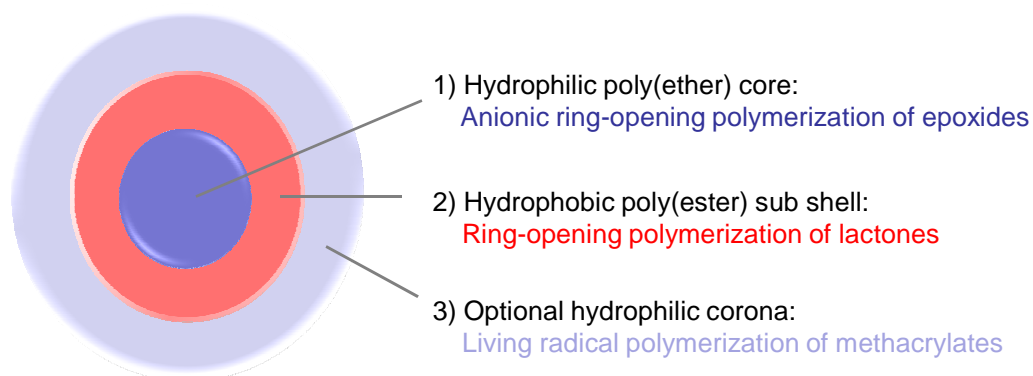 1) Hydrophilic poly(ether) core:
Anionic ring-opening polymerization of epoxides
2) Hydrophobic poly(ester) sub shell:
Ring-opening polymerization of lactones
3) Optional hydrophilic corona:
Living radical polymerization of methacrylates